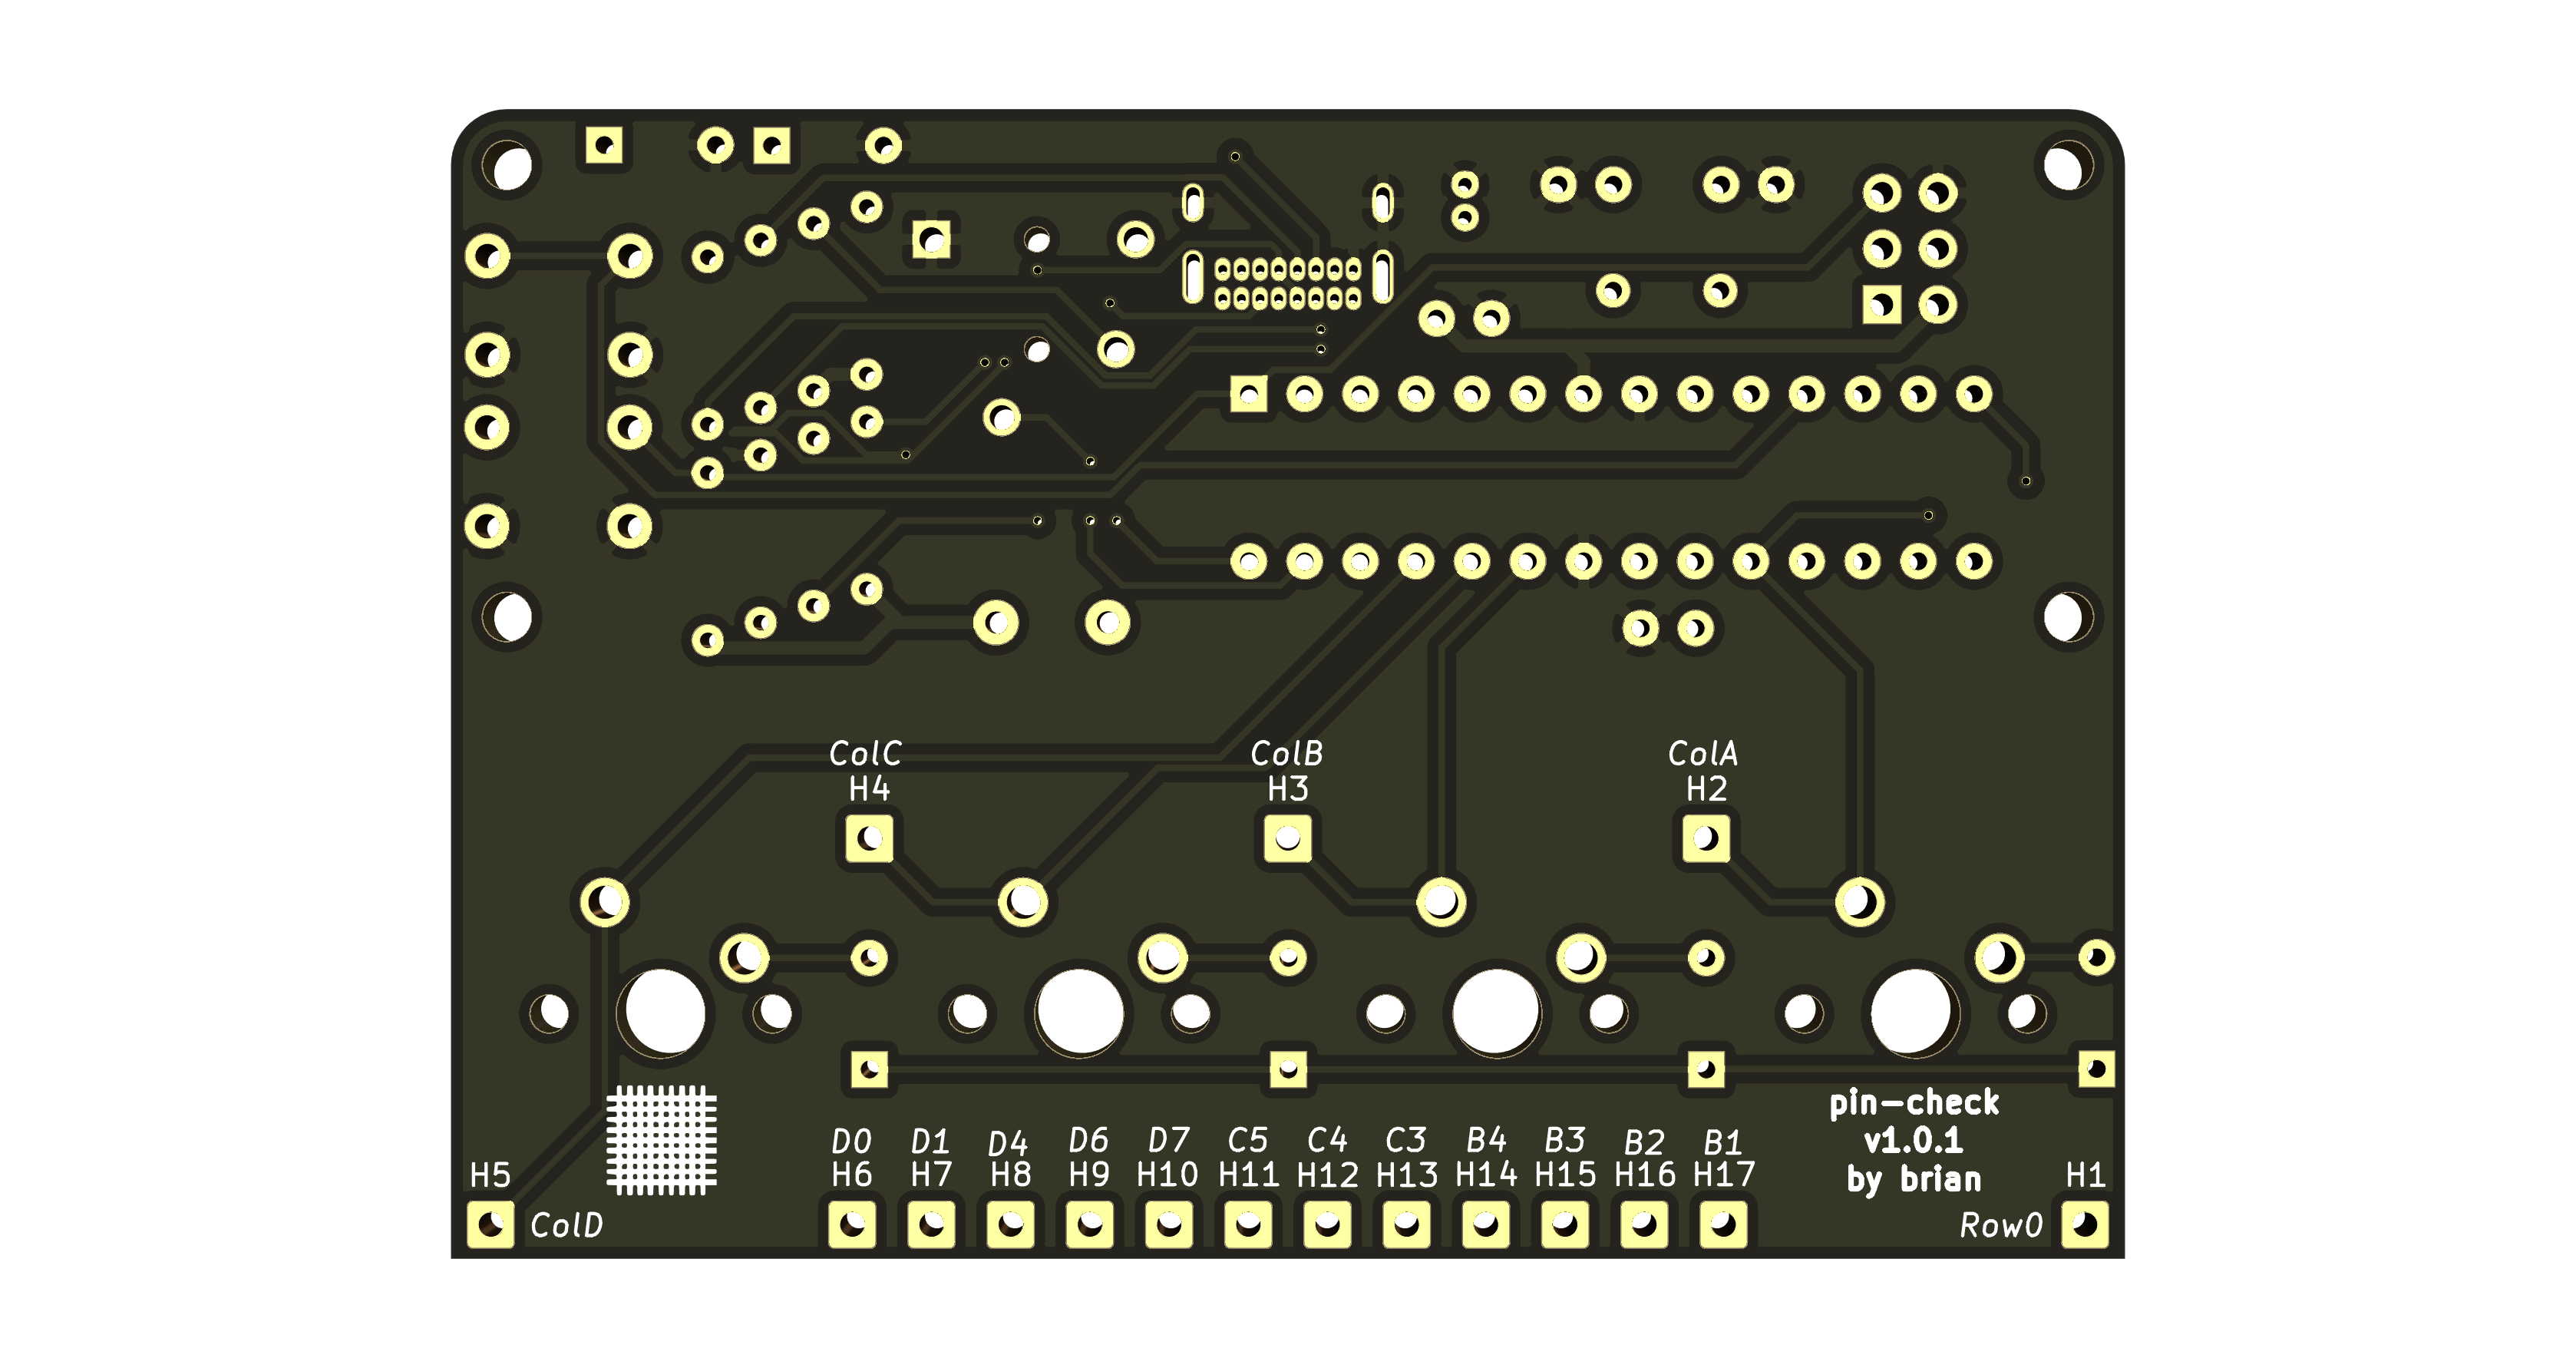 ColC ColB ColA
H4 H3 H2
pin-check
v1.0.1
by brian
D0 D1 D4 D6 D7 C5 C4 C3 B4 B3 B2 B1
H5 H6 H7 H8 H9 H10 H11 H12 H13 H14 H15 H16 H17 H1
ColD Row0